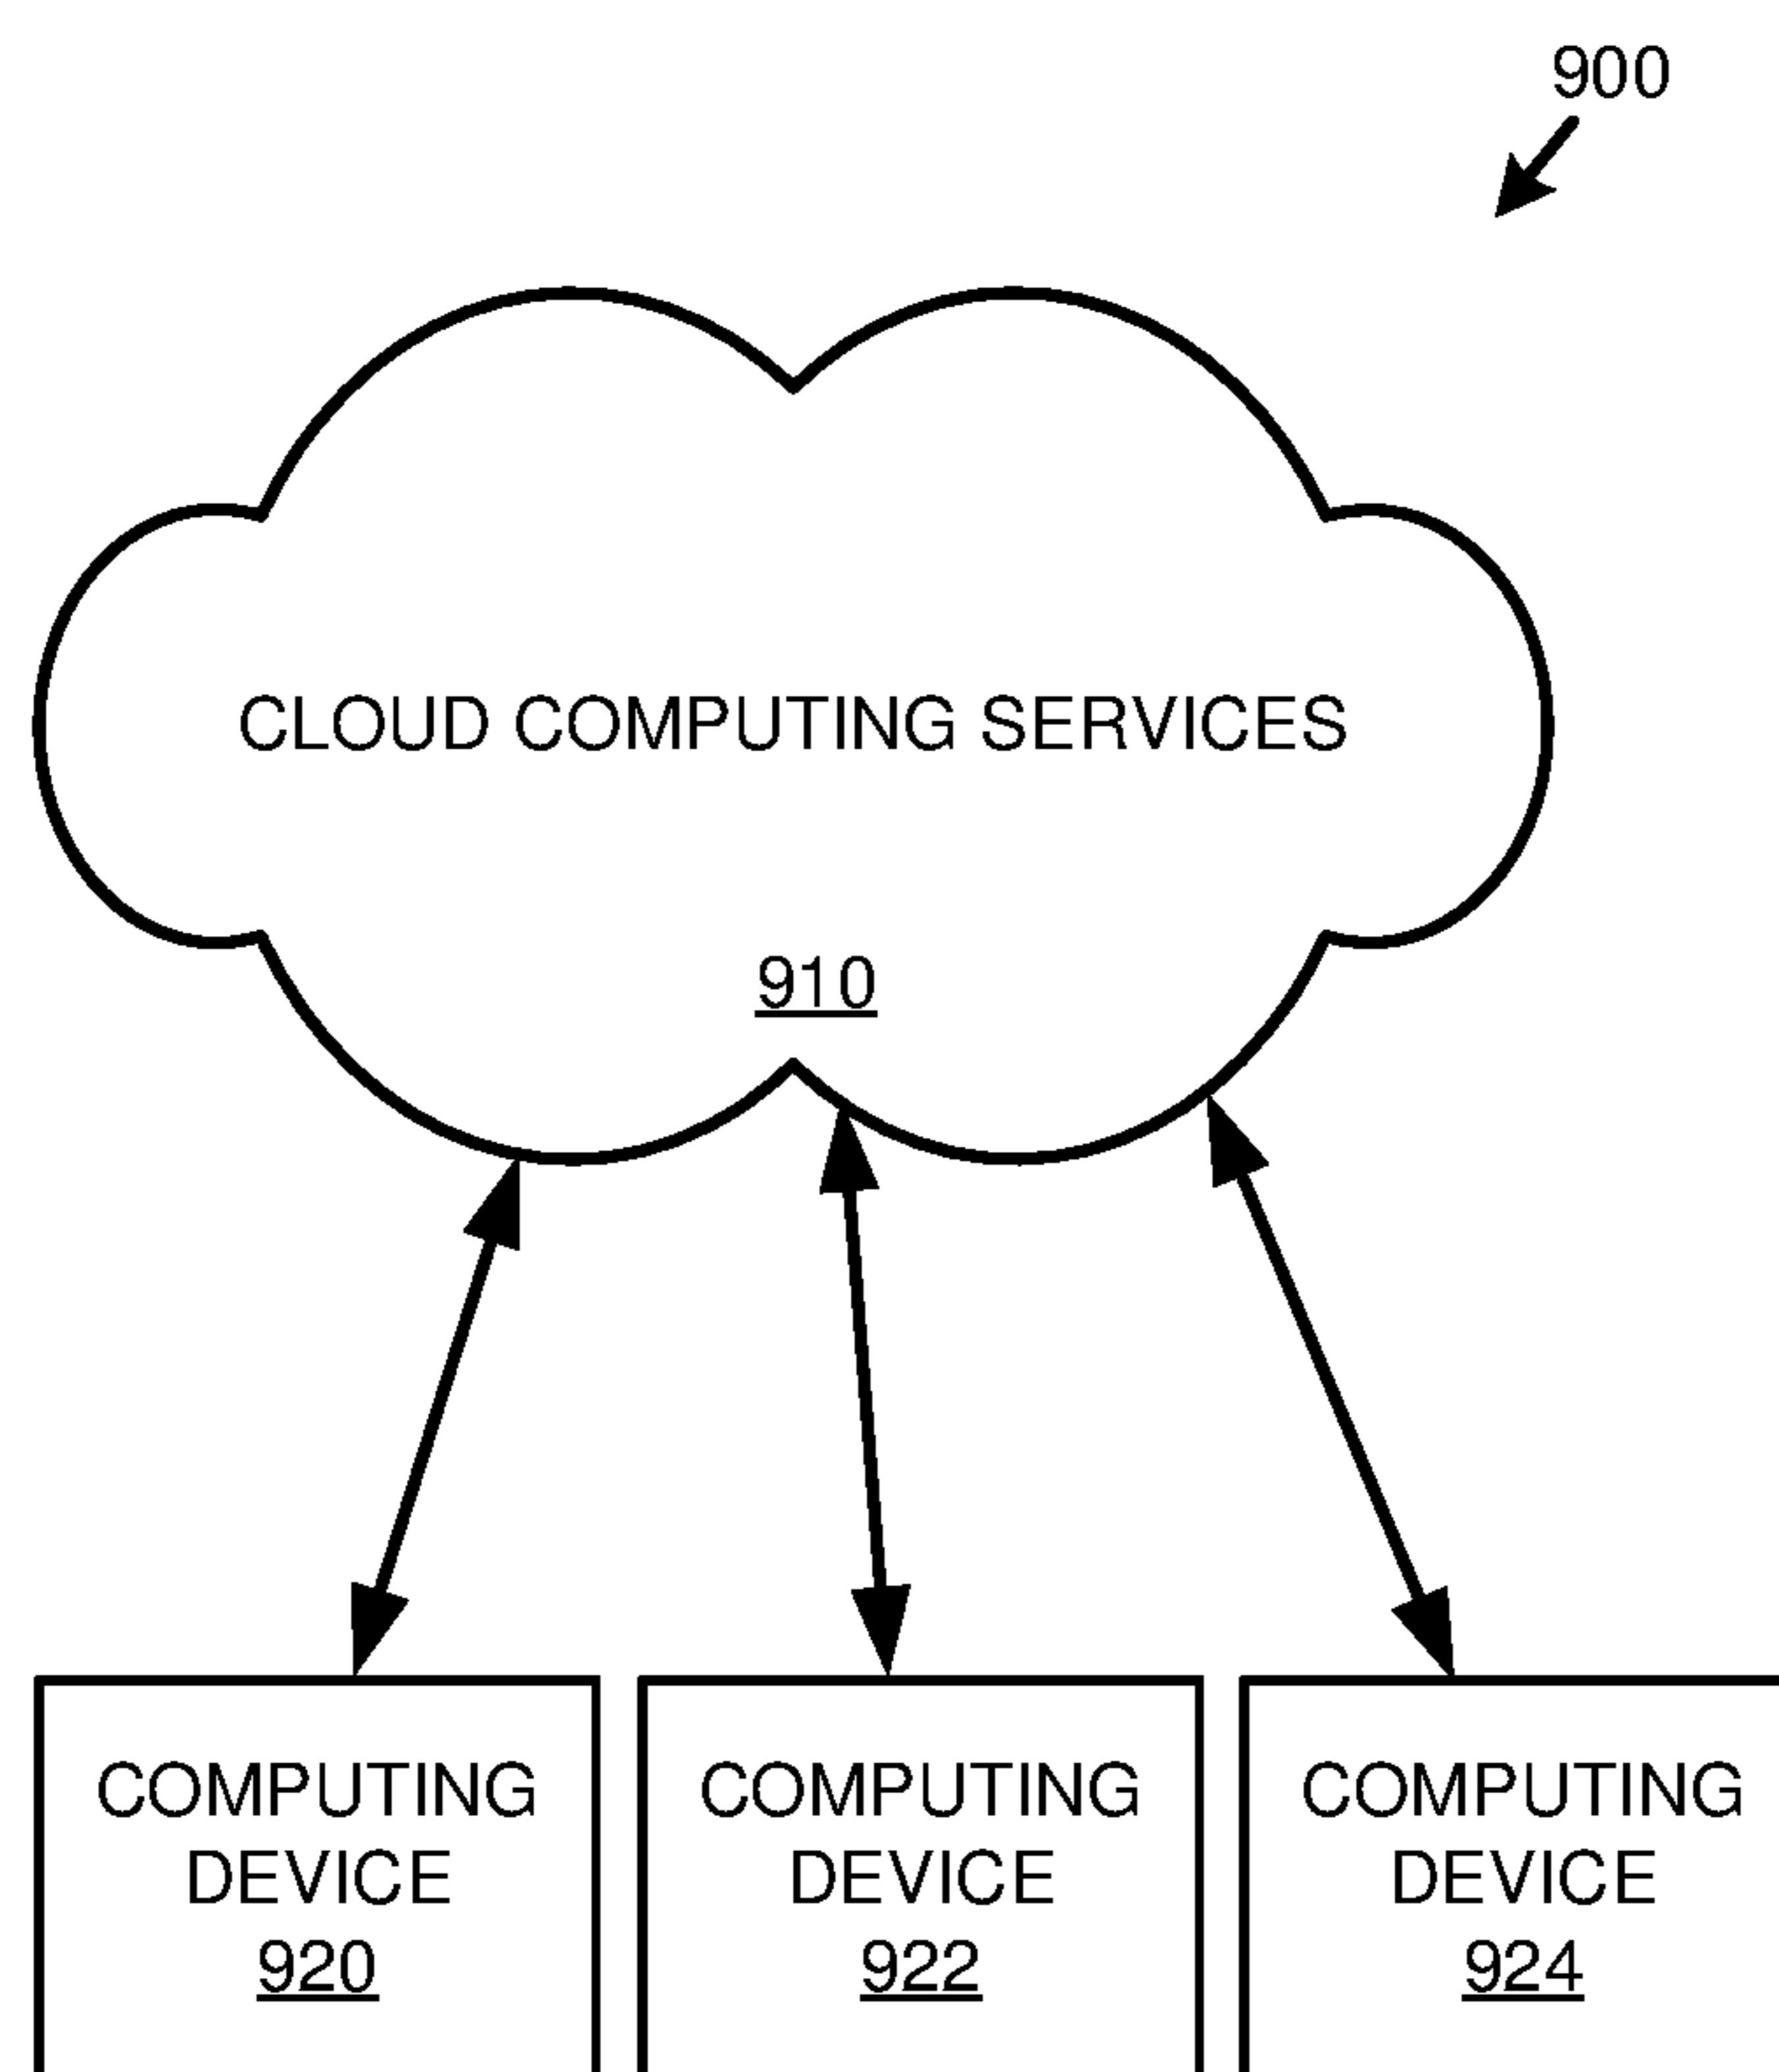 900
CLOUD COMPUTING SERVICES
910
COMPUTING
DEVICE
920
COMPUTING
DEVICE
922
COMPUTING
DEVICE
924